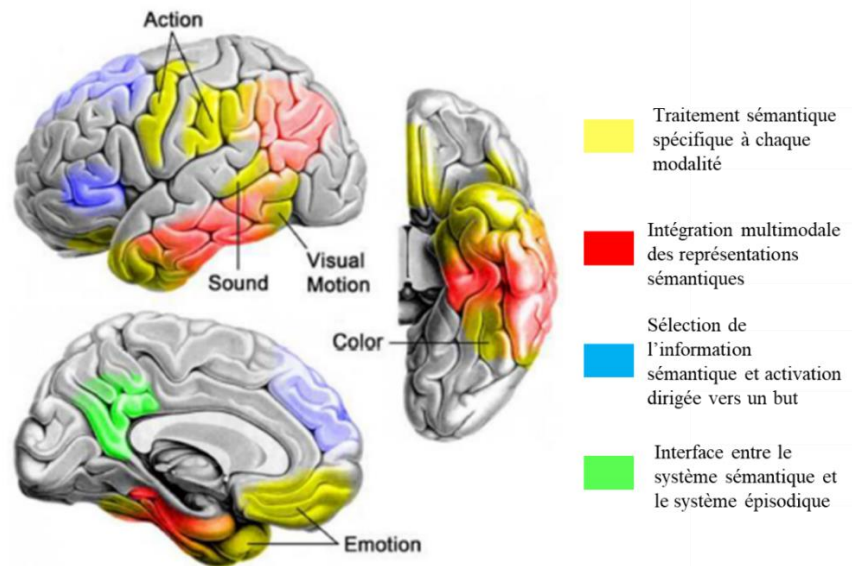 Action
Sound
Visual
Motion
Color
Emotion
Traitement sémantique
spécifique à chaque
modalité
Intégration multimodale
des représentations
sémantiques
Sélection de
l’information
sémantique et activation
dirigée vers un but
Interface entre le
système sémantique et
le système épisodique